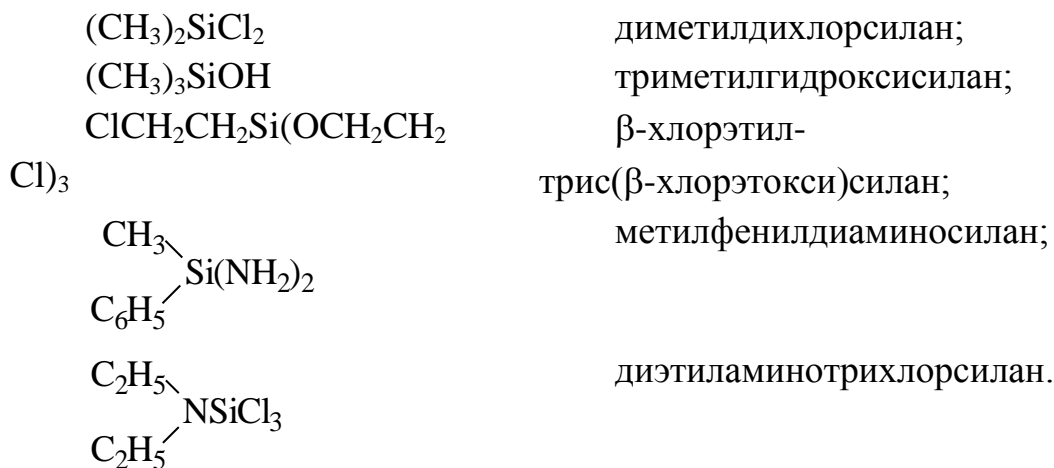 (CH₃)₂SiCl₂ диметилдихлорсилан;
(CH₃)₃SiOH триметилгидроксисилан;
ClCH₂CH₂Si(OCH₂CH₂ β-хлорэтил-
Cl)₃ трис(β-хлорэтокси)силан;
CH₃ метилфенилдиаминосилан;
Si(NH₂)₂
C₆H₅
C₂H₅ диэтиламинотрихлорсилан.
NSiCl₃
C₂H₅